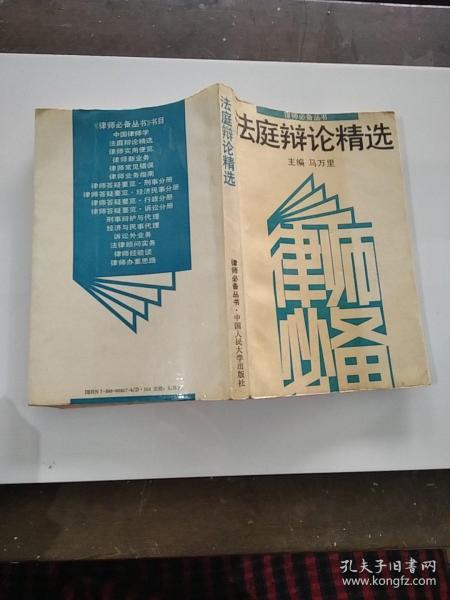 《律师必备丛书》书目
中国律师学
法庭辩论精选
律师实用便览
律师新业务
律师常见错误
律师业务指南
律师答疑要览·刑事分册
律师答疑要览·经济民事分册
律师答疑要览·行政分册
律师答疑要览·诉讼分册
刑事辩护与代理
经济与民事代理
诉讼外业务
法律顾问实务
律师经验谈
律师办案思路
法庭辩论精选
律师必备丛书·中国人民大学出版社
律师必备丛书
法庭辩论精选
主编 马万里
律师
必备
孔夫子旧书网
www.kongfz.com